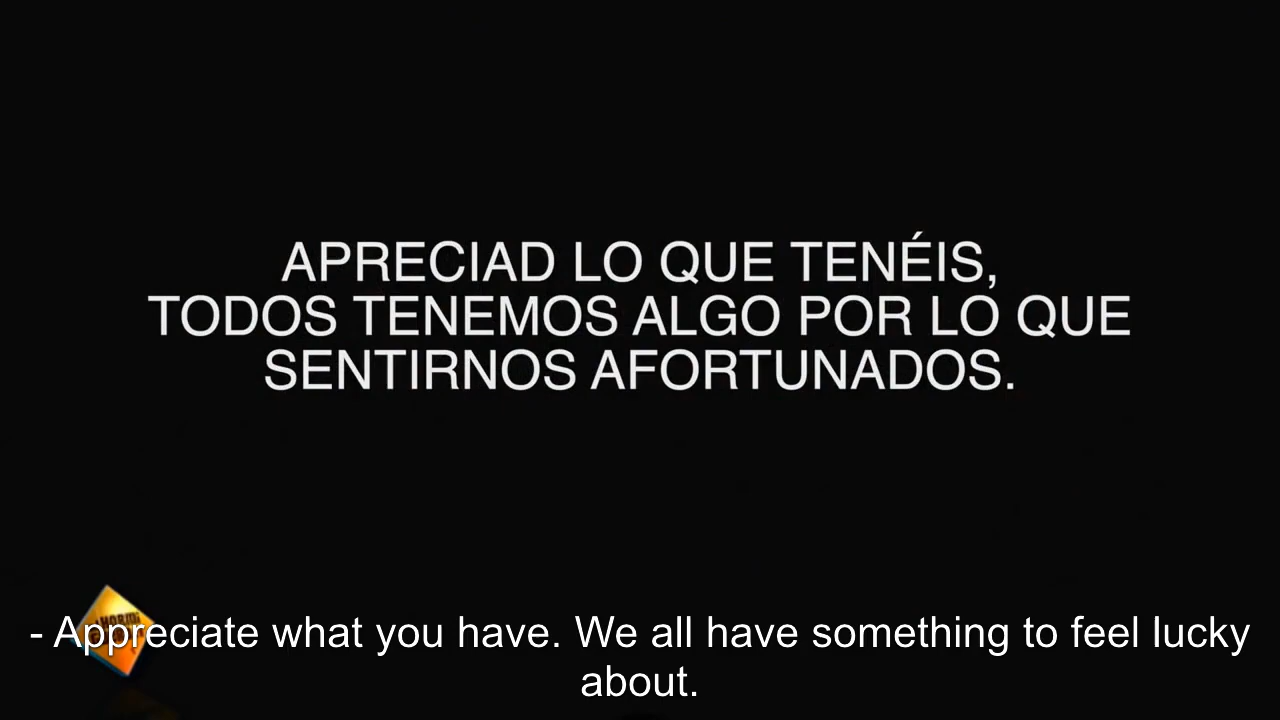 APRECIAD LO QUE TENÉIS,
TODOS TENEMOS ALGO POR LO QUE
SENTIRNOS AFORTUNADOS.
- Appreciate what you have. We all have something to feel lucky
about.